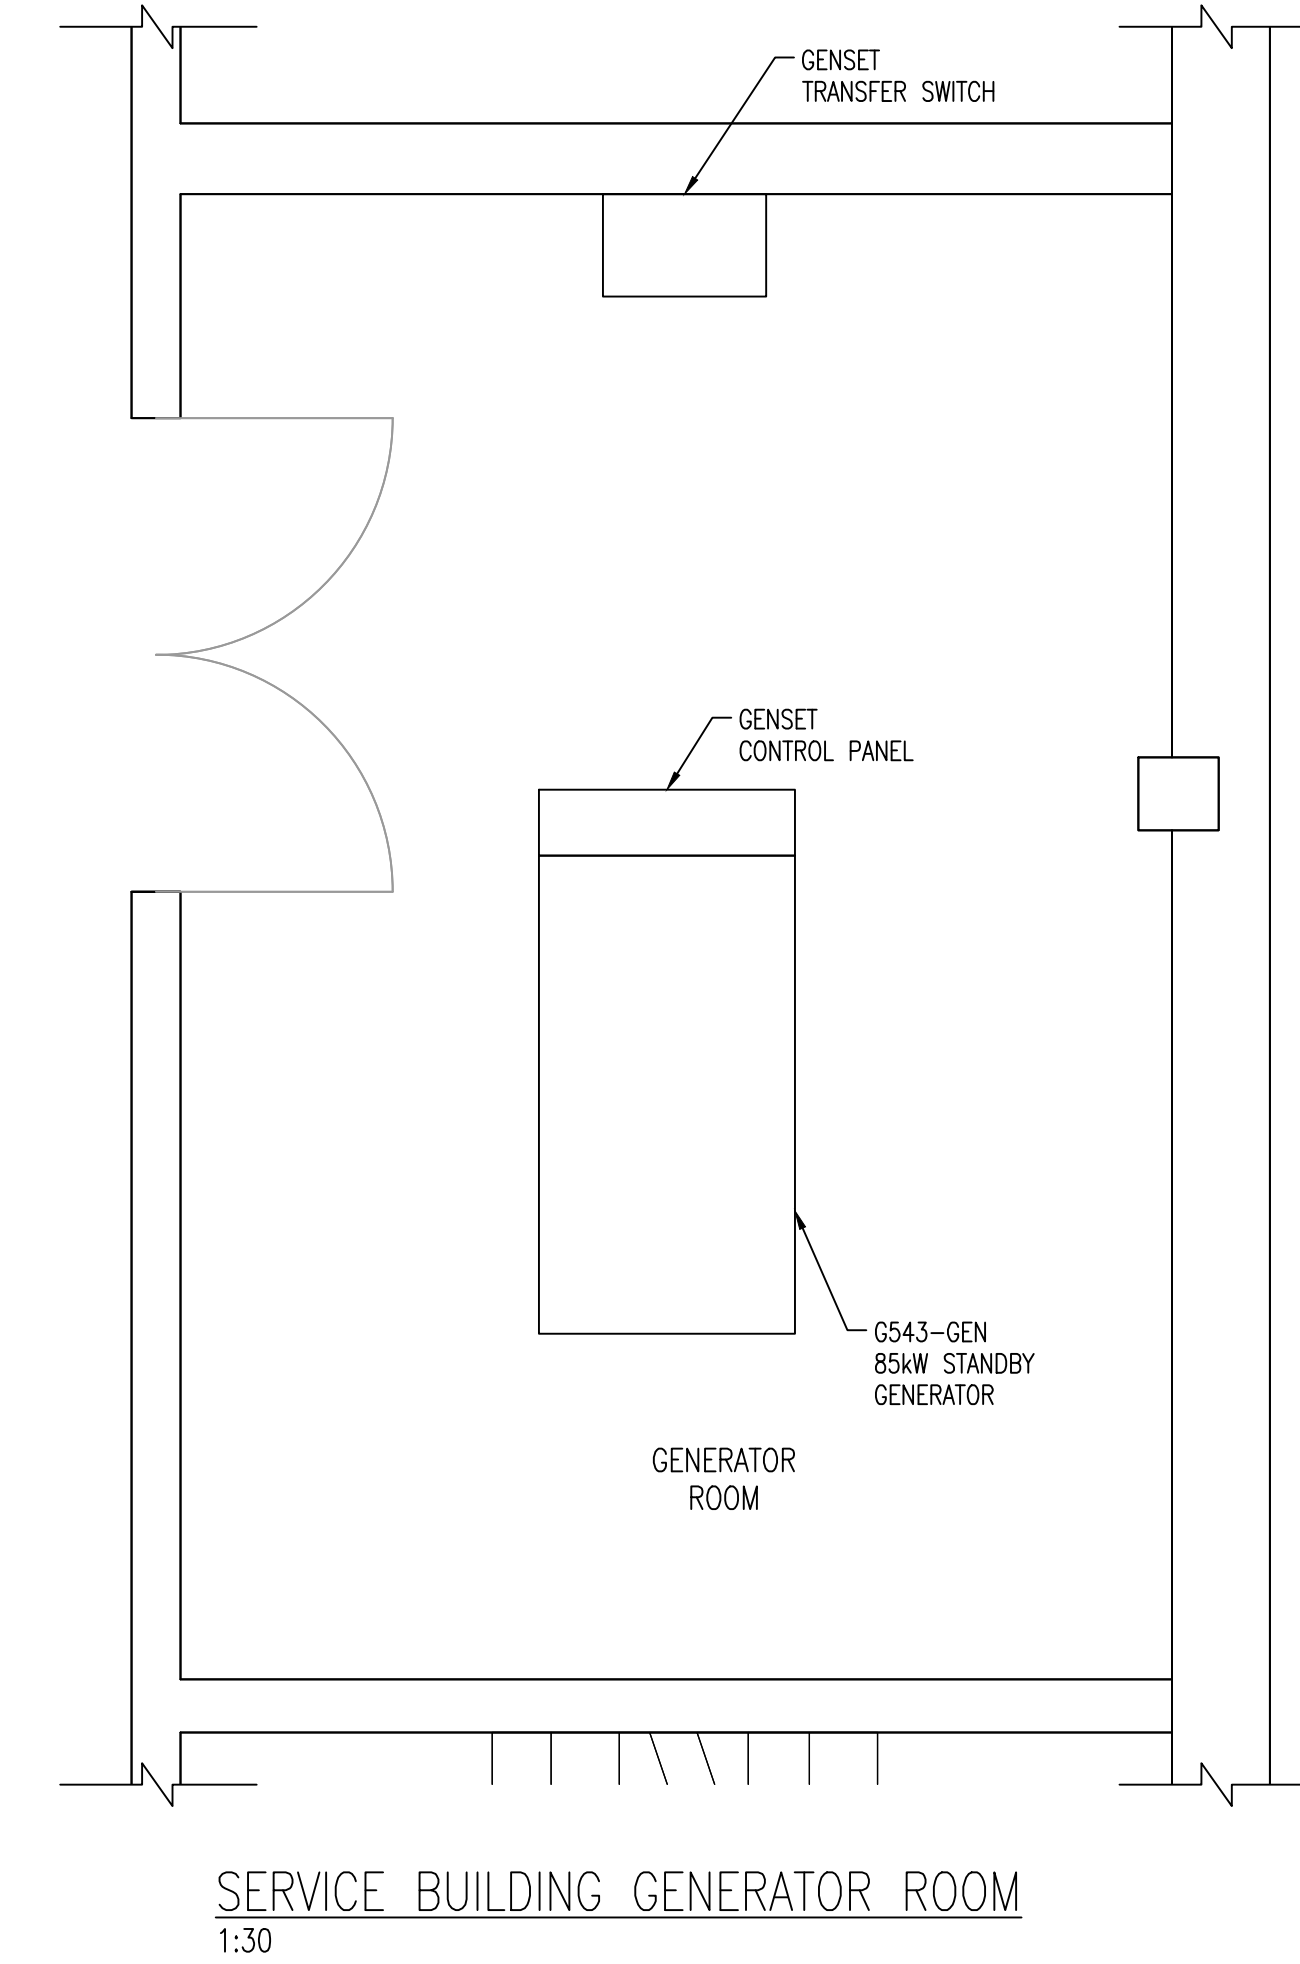 GENSET
TRANSFER SWITCH
GENSET
CONTROL PANEL
G543-GEN
85kW STANDBY
GENERATOR
GENERATOR
ROOM
SERVICE BUILDING GENERATOR ROOM
1:30